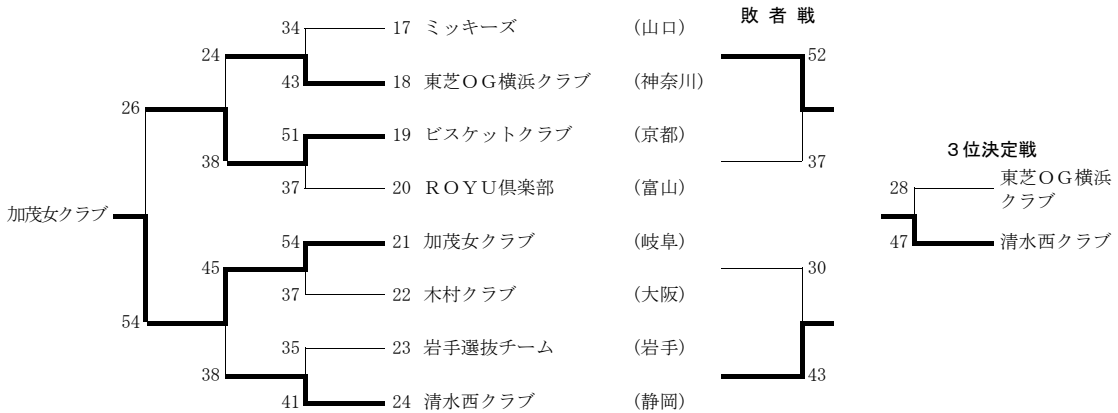 敗者戦
34 17 ミッキーズ (山口) 52
24
43 18 東芝OG横浜クラブ (神奈川)
26
51 19 ビスケットクラブ (京都)
38 37
3位決定戦
37 20 ROYU倶楽部 (富山) 28 東芝OG横浜
クラブ
加茂女クラブ
54 21 加茂女クラブ (岐阜) 47 清水西クラブ
45 30
37 22 木村クラブ (大阪)
54
35 23 岩手選抜チーム (岩手)
38 43
41 24 清水西クラブ (静岡)